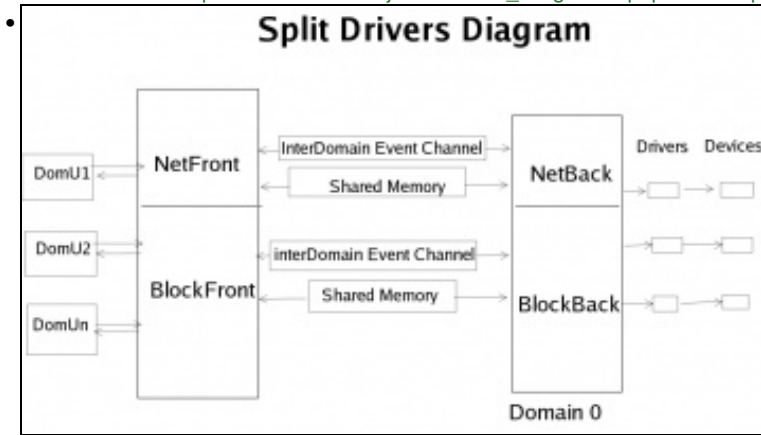 Split Drivers Diagram
InterDomain Event Channel
Drivers Devices
NetFront
NetBack
DomU1
Shared Memory
DomU2
interDomain Event Channel
BlockFront
Shared Memory
BlockBack
DomUn
Domain 0